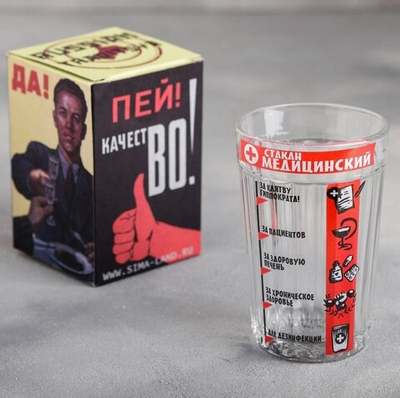 ДА!
ПЕЙ!
КАЧЕСТ
ВО!
WWW.SIMA-LAND.RU
СТАКАН
МЕДИЦИНСКИЙ
ЗА КЛЯТВУ
ГИППОКРАТА!
ЗА ПАЦИЕНТОВ
ЗА ЗДОРОВУЮ
ПЕЧЕНЬ
ЗА ХРОНИЧЕСКОЕ
ЗДОРОВЬЕ
ДЛЯ ДЕЗИНФЕКЦИИ